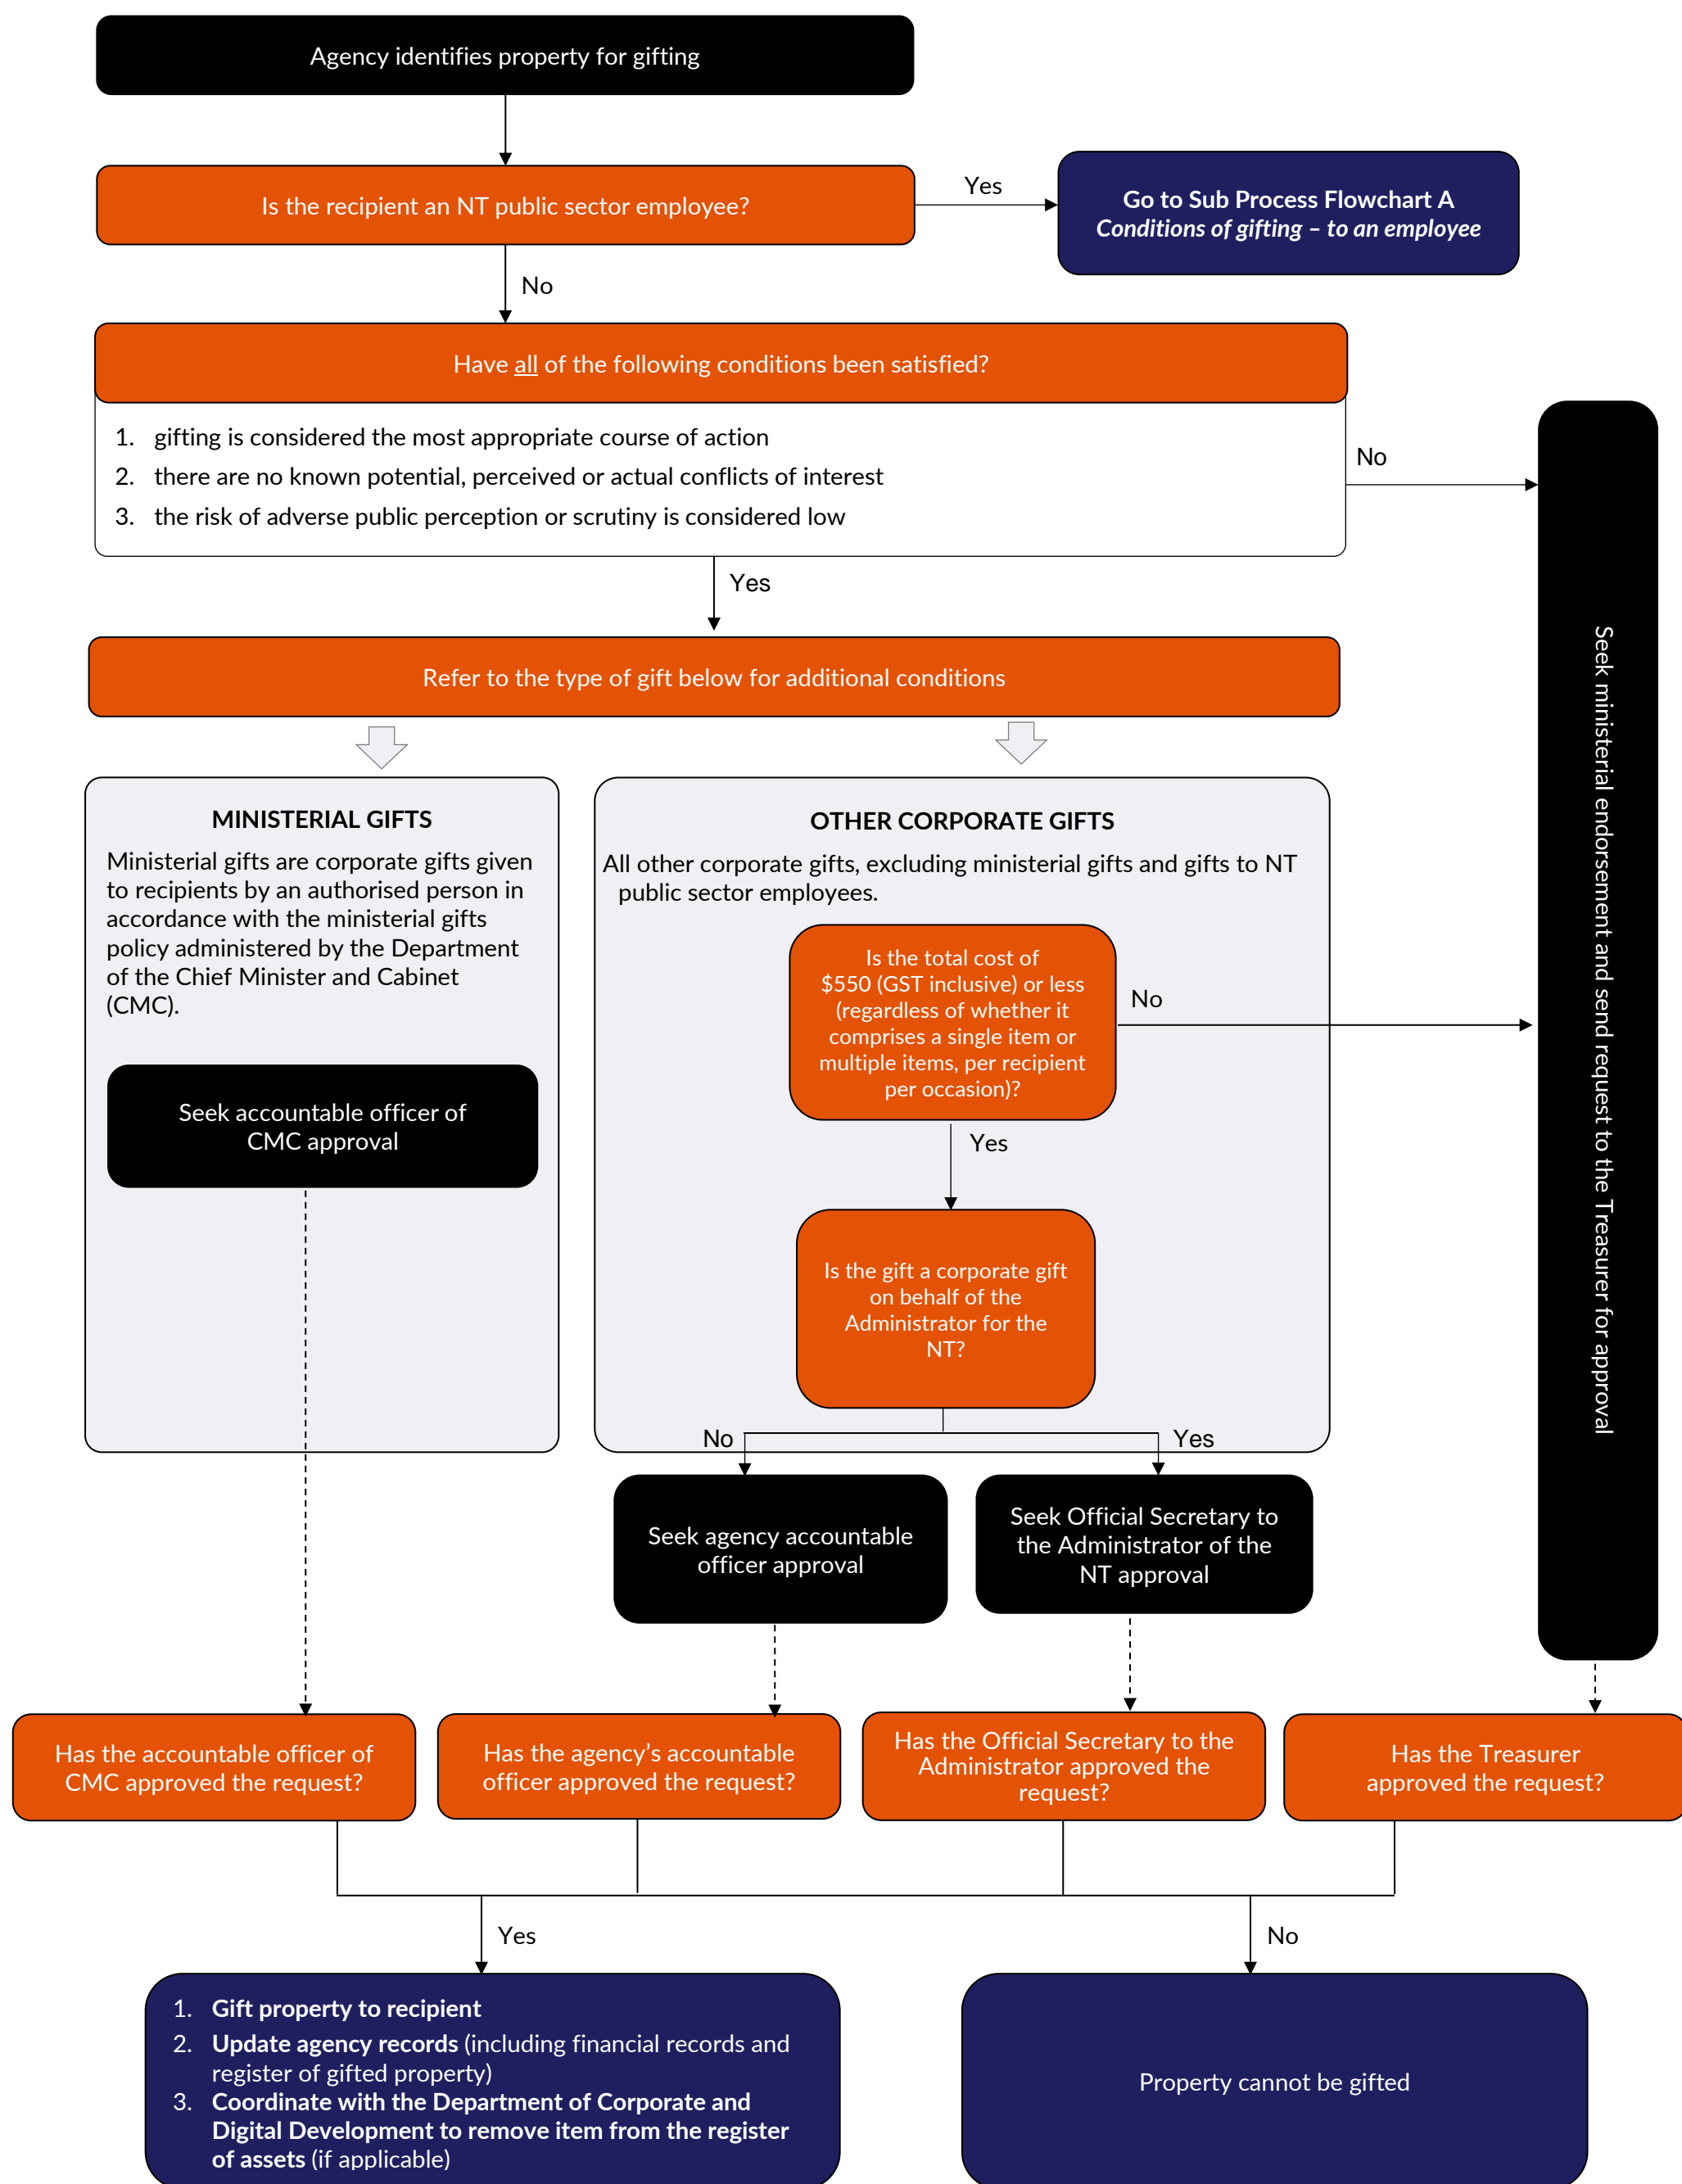 Agency identifies property for gifting
Is the recipient an NT public sector employee?
Yes
Go to Sub Process Flowchart A
Conditions of gifting – to an employee
No
Have all of the following conditions been satisfied?
1. gifting is considered the most appropriate course of action
2. there are no known potential, perceived or actual conflicts of interest
3. the risk of adverse public perception or scrutiny is considered low
No
Yes
Seek ministerial endorsement and send request to the Treasurer for approval
Refer to the type of gift below for additional conditions
MINISTERIAL GIFTS
Ministerial gifts are corporate gifts given
to recipients by an authorised person in
accordance with the ministerial gifts
policy administered by the Department
of the Chief Minister and Cabinet
(CMC).
Seek accountable officer of
CMC approval
OTHER CORPORATE GIFTS
All other corporate gifts, excluding ministerial gifts and gifts to NT
public sector employees.
Is the total cost of
$550 (GST inclusive) or less
(regardless of whether it
comprises a single item or
multiple items, per recipient
per occasion)?
No
Yes
Is the gift a corporate gift
on behalf of the
Administrator for the
NT?
No
Yes
Seek agency accountable
officer approval
Seek Official Secretary to
the Administrator of the
NT approval
Has the accountable officer of
CMC approved the request?
Has the agency’s accountable
officer approved the request?
Has the Official Secretary to the
Administrator approved the
request?
Has the Treasurer
approved the request?
Yes
No
1. Gift property to recipient
2. Update agency records (including financial records and
register of gifted property)
3. Coordinate with the Department of Corporate and
Digital Development to remove item from the register
of assets (if applicable)
Property cannot be gifted